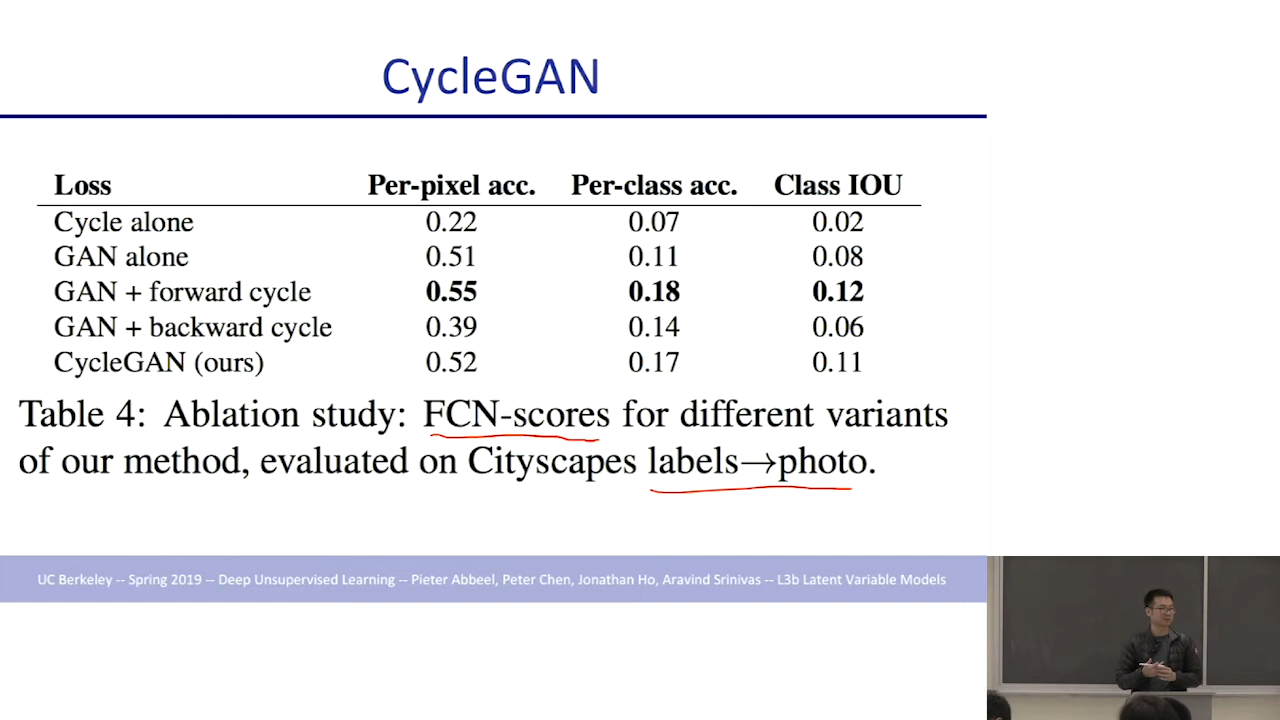 CycleGAN
Loss Per-pixel acc. Per-class acc. Class IOU
Cycle alone 0.22 0.07 0.02
GAN alone 0.51 0.11 0.08
GAN + forward cycle 0.55 0.18 0.12
GAN + backward cycle 0.39 0.14 0.06
CycleGAN (ours) 0.52 0.17 0.11
Table 4: Ablation study: FCN-scores for different variants
of our method, evaluated on Cityscapes labels→photo.
UC Berkeley -- Spring 2019 -- Deep Unsupervised Learning -- Pieter Abbeel, Peter Chen, Jonathan Ho, Aravind Srinivas -- L3b Latent Variable Models